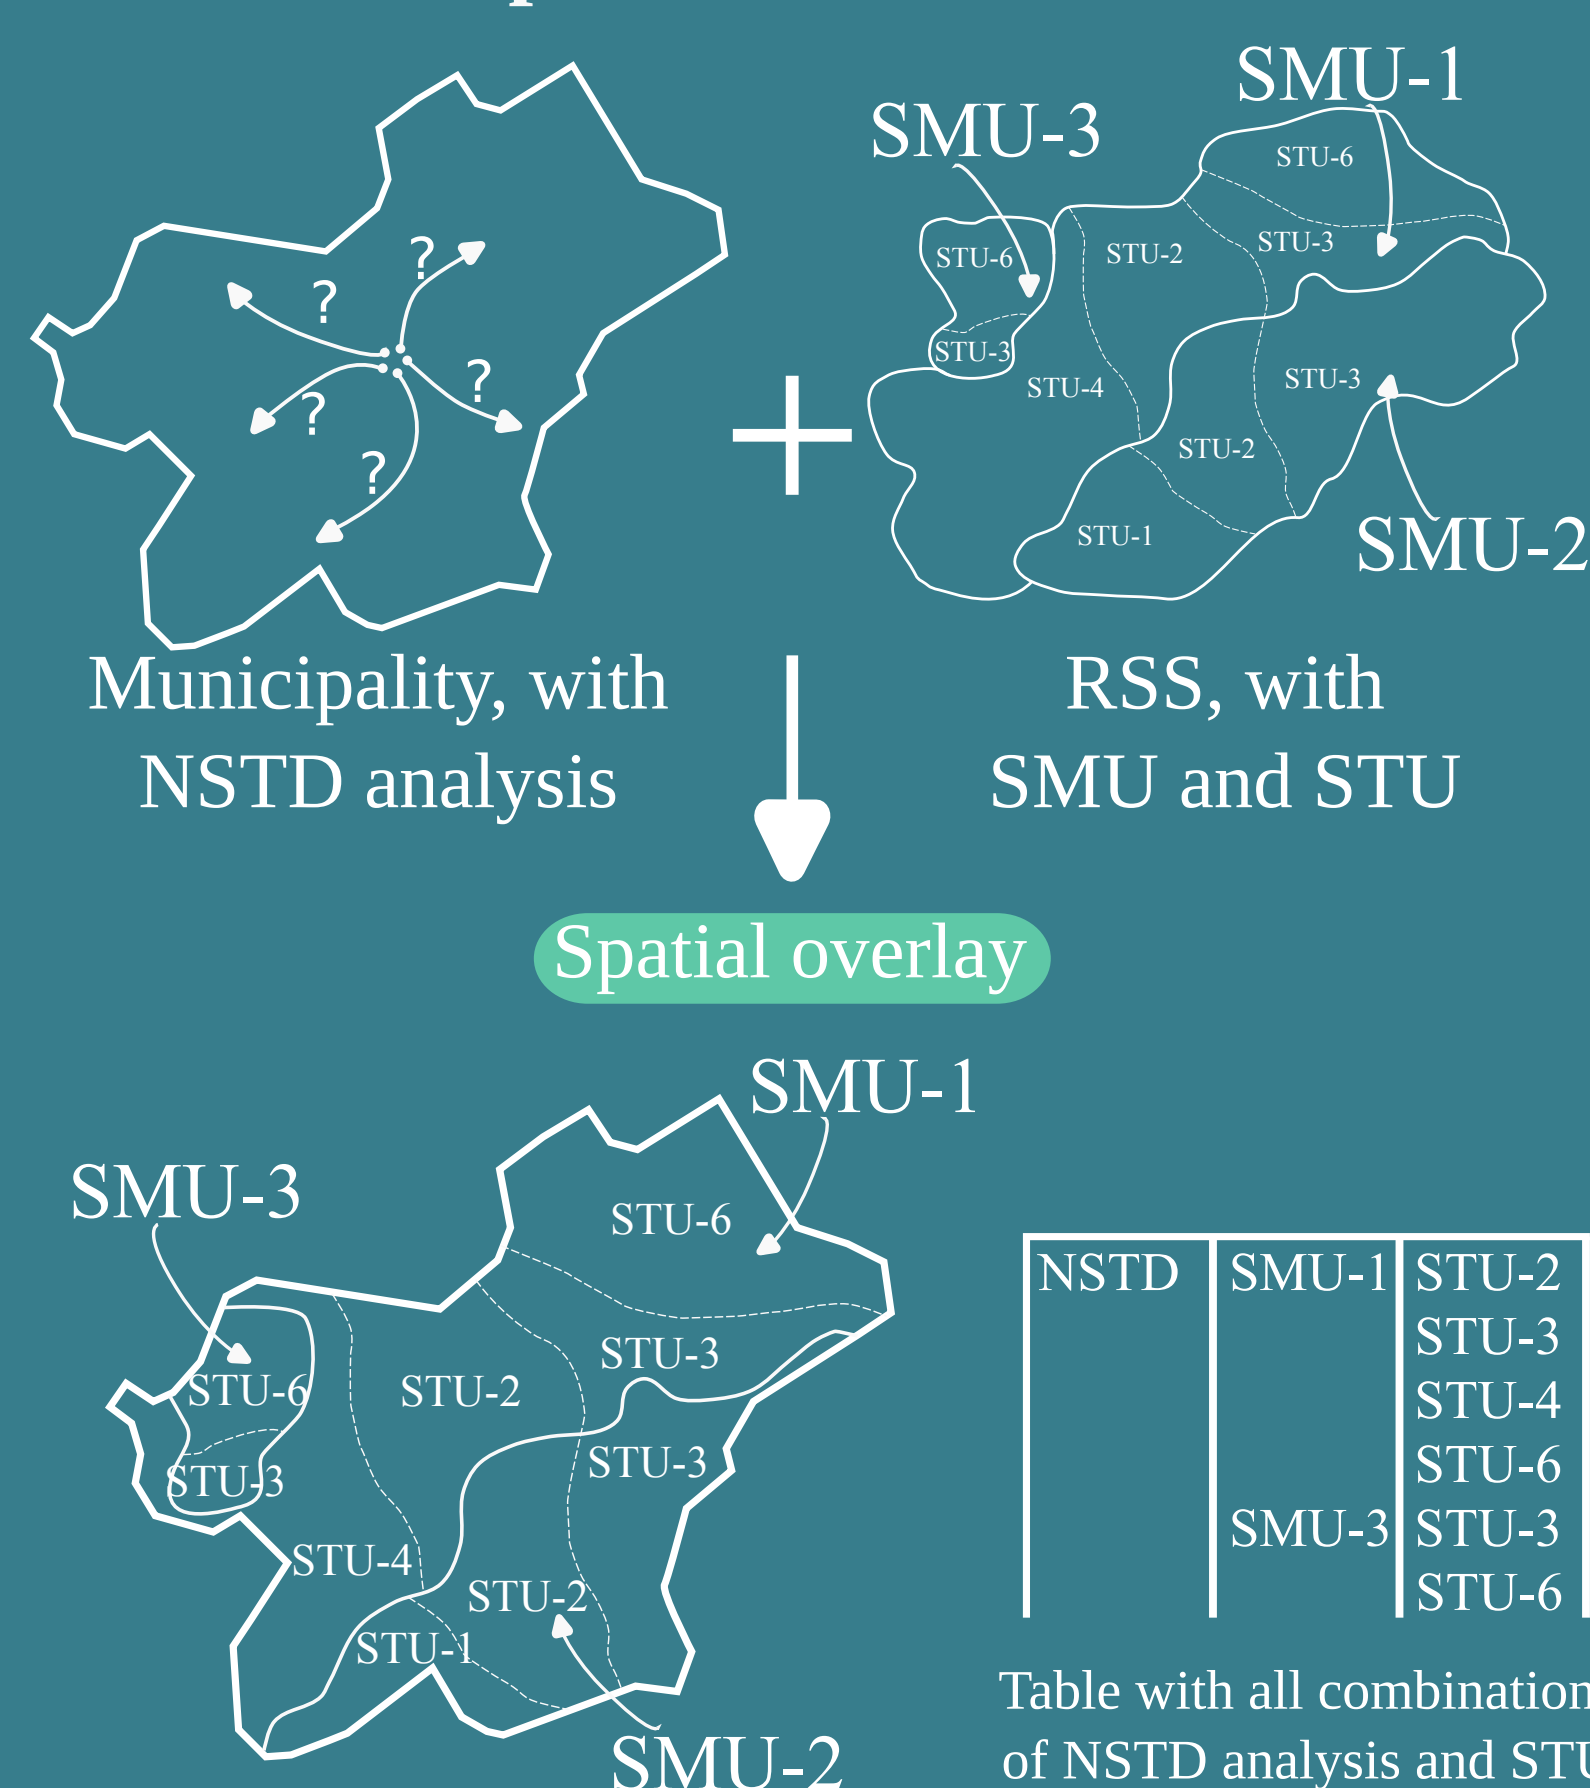 SMU-1
SMU-3
STU-6
STU-6
STU-2
STU-3
STU-3
STU-4
STU-3
STU-2
STU-1
SMU-2
?
?
?
?
?
+
Municipality, with
NSTD analysis
RSS, with
SMU and STU
Spatial overlay
SMU-1
SMU-3
STU-6
STU-3
STU-6
STU-2
STU-3
STU-3
STU-4
STU-2
STU-1
SMU-2
NSTD SMU-1 STU-2
STU-3
STU-4
STU-6
SMU-3 STU-3
STU-6
Table with all combination
of NSTD analysis and STU